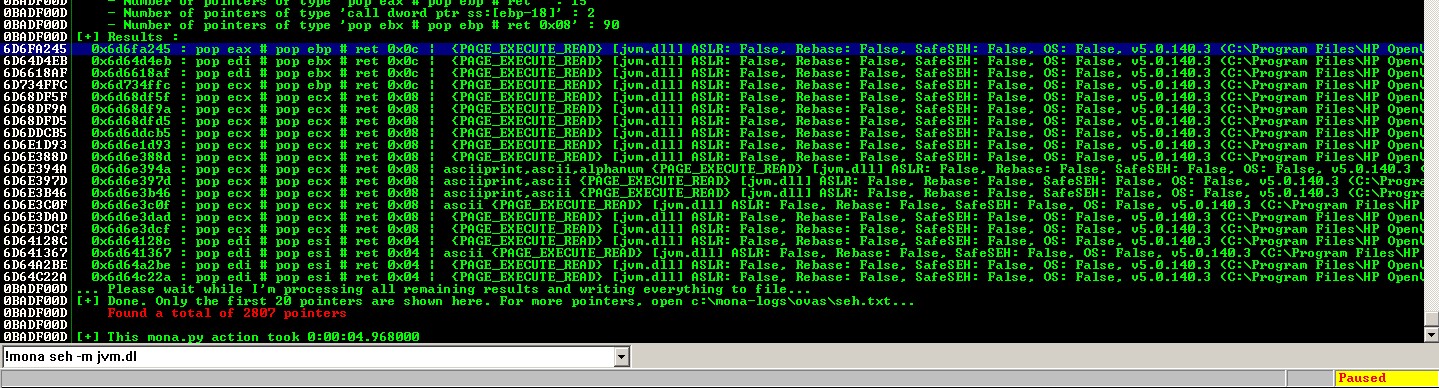 0BADF00D - Number of pointers of type 'pop eax # pop ebp # ret ' : 15
0BADF00D - Number of pointers of type 'call dword ptr ss:[ebp-18]' : 2
0BADF00D - Number of pointers of type 'pop ebx # pop ebp # ret 0x08' : 90
0BADF00D [+] Results :
6D6FA245 0x6d6fa245 : pop eax # pop ebp # ret 0x0c | {PAGE_EXECUTE_READ} [jvm.dll] ASLR: False, Rebase: False, SafeSEH: False, OS: False, v5.0.140.3 (C:\Program Files\HP OpenV
6D64D4EB 0x6d64d4eb : pop edi # pop ebx # ret 0x0c | {PAGE_EXECUTE_READ} [jvm.dll] ASLR: False, Rebase: False, SafeSEH: False, OS: False, v5.0.140.3 (C:\Program Files\HP OpenV
6D6618AF 0x6d6618af : pop edi # pop ebx # ret 0x0c | {PAGE_EXECUTE_READ} [jvm.dll] ASLR: False, Rebase: False, SafeSEH: False, OS: False, v5.0.140.3 (C:\Program Files\HP OpenV
6D734FFC 0x6d734ffc : pop ecx # pop ebp # ret 0x0c | {PAGE_EXECUTE_READ} [jvm.dll] ASLR: False, Rebase: False, SafeSEH: False, OS: False, v5.0.140.3 (C:\Program Files\HP OpenV
6D68DF5F 0x6d68df5f : pop ecx # pop ecx # ret 0x08 | {PAGE_EXECUTE_READ} [jvm.dll] ASLR: False, Rebase: False, SafeSEH: False, OS: False, v5.0.140.3 (C:\Program Files\HP OpenV
6D68DF9A 0x6d68df9a : pop ecx # pop ecx # ret 0x08 | {PAGE_EXECUTE_READ} [jvm.dll] ASLR: False, Rebase: False, SafeSEH: False, OS: False, v5.0.140.3 (C:\Program Files\HP OpenV
6D68DFD5 0x6d68dfd5 : pop ecx # pop ecx # ret 0x08 | {PAGE_EXECUTE_READ} [jvm.dll] ASLR: False, Rebase: False, SafeSEH: False, OS: False, v5.0.140.3 (C:\Program Files\HP OpenV
6D6DDCB5 0x6d6ddcb5 : pop ecx # pop ecx # ret 0x08 | {PAGE_EXECUTE_READ} [jvm.dll] ASLR: False, Rebase: False, SafeSEH: False, OS: False, v5.0.140.3 (C:\Program Files\HP OpenV
6D6E1D93 0x6d6e1d93 : pop ecx # pop ecx # ret 0x08 | {PAGE_EXECUTE_READ} [jvm.dll] ASLR: False, Rebase: False, SafeSEH: False, OS: False, v5.0.140.3 (C:\Program Files\HP OpenV
6D6E388D 0x6d6e388d : pop ecx # pop ecx # ret 0x08 | {PAGE_EXECUTE_READ} [jvm.dll] ASLR: False, Rebase: False, SafeSEH: False, OS: False, v5.0.140.3 (C:\Program Files\HP OpenV
6D6E394A 0x6d6e394a : pop ecx # pop ecx # ret 0x08 | asciiprint,ascii,alphanum {PAGE_EXECUTE_READ} [jvm.dll] ASLR: False, Rebase: False, SafeSEH: False, OS: False, v5.0.140.3 (
6D6E397D 0x6d6e397d : pop ecx # pop ecx # ret 0x08 | asciiprint,ascii {PAGE_EXECUTE_READ} [jvm.dll] ASLR: False, Rebase: False, SafeSEH: False, OS: False, v5.0.140.3 (C:\Progra
6D6E3B46 0x6d6e3b46 : pop ecx # pop ecx # ret 0x08 | asciiprint,ascii {PAGE_EXECUTE_READ} [jvm.dll] ASLR: False, Rebase: False, SafeSEH: False, OS: False, v5.0.140.3 (C:\Progra
6D6E3C0F 0x6d6e3c0f : pop ecx # pop ecx # ret 0x08 | ascii {PAGE_EXECUTE_READ} [jvm.dll] ASLR: False, Rebase: False, SafeSEH: False, OS: False, v5.0.140.3 (C:\Program Files\HP
6D6E3DAD 0x6d6e3dad : pop ecx # pop ecx # ret 0x08 | {PAGE_EXECUTE_READ} [jvm.dll] ASLR: False, Rebase: False, SafeSEH: False, OS: False, v5.0.140.3 (C:\Program Files\HP OpenV
6D6E3DCF 0x6d6e3dcf : pop ecx # pop ecx # ret 0x08 | {PAGE_EXECUTE_READ} [jvm.dll] ASLR: False, Rebase: False, SafeSEH: False, OS: False, v5.0.140.3 (C:\Program Files\HP OpenV
6D64128C 0x6d64128c : pop edi # pop esi # ret 0x04 | {PAGE_EXECUTE_READ} [jvm.dll] ASLR: False, Rebase: False, SafeSEH: False, OS: False, v5.0.140.3 (C:\Program Files\HP OpenV
6D641367 0x6d641367 : pop edi # pop esi # ret 0x04 | ascii {PAGE_EXECUTE_READ} [jvm.dll] ASLR: False, Rebase: False, SafeSEH: False, OS: False, v5.0.140.3 (C:\Program Files\HP
6D64A2BE 0x6d64a2be : pop edi # pop esi # ret 0x04 | {PAGE_EXECUTE_READ} [jvm.dll] ASLR: False, Rebase: False, SafeSEH: False, OS: False, v5.0.140.3 (C:\Program Files\HP OpenV
6D64C22A 0x6d64c22a : pop edi # pop esi # ret 0x04 | {PAGE_EXECUTE_READ} [jvm.dll] ASLR: False, Rebase: False, SafeSEH: False, OS: False, v5.0.140.3 (C:\Program Files\HP OpenV
0BADF00D ... Please wait while I'm processing all remaining results and writing everything to file...
0BADF00D [+] Done. Only the first 20 pointers are shown here. For more pointers, open c:\mona-logs\ovas\seh.txt...
0BADF00D Found a total of 2807 pointers
0BADF00D
0BADF00D [+] This mona.py action took 0:00:04.968000
!mona seh -m jvm.dl
Paused